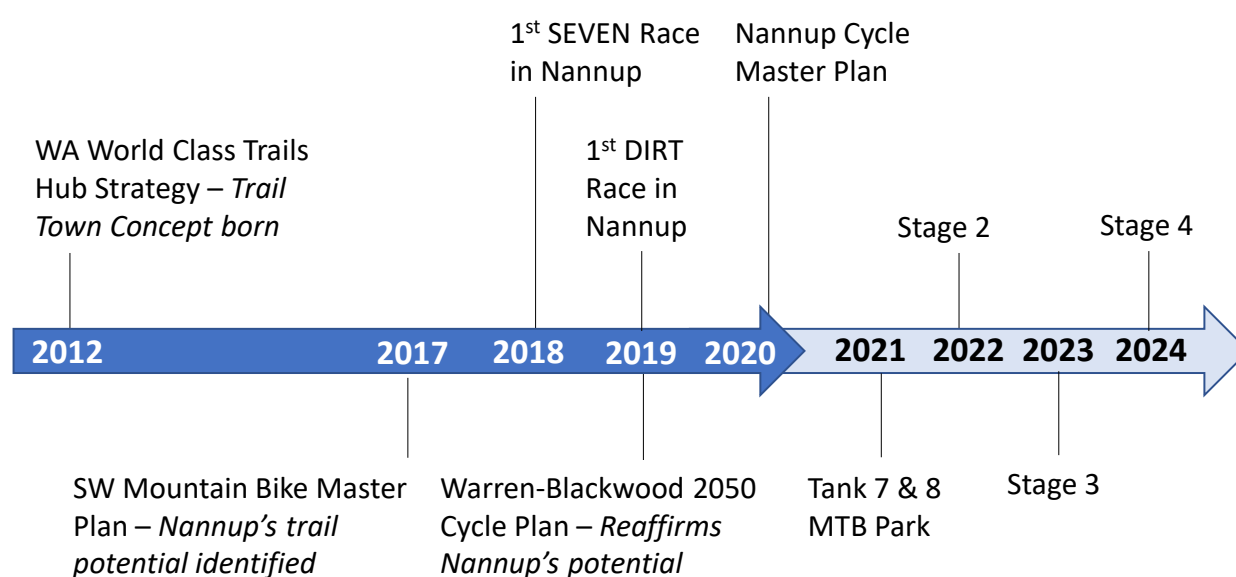 1st SEVEN Race
in Nannup
Nannup Cycle
Master Plan
WA World Class Trails
Hub Strategy – Trail
Town Concept born
1st DIRT
Race in
Nannup
Stage 2
Stage 4
2012
2017
2018
2019
2020
2021
2022
2023
2024
SW Mountain Bike Master
Plan – Nannup’s trail
potential identified
Warren-Blackwood 2050
Cycle Plan – Reaffirms
Nannup’s potential
Tank 7 & 8
MTB Park
Stage 3